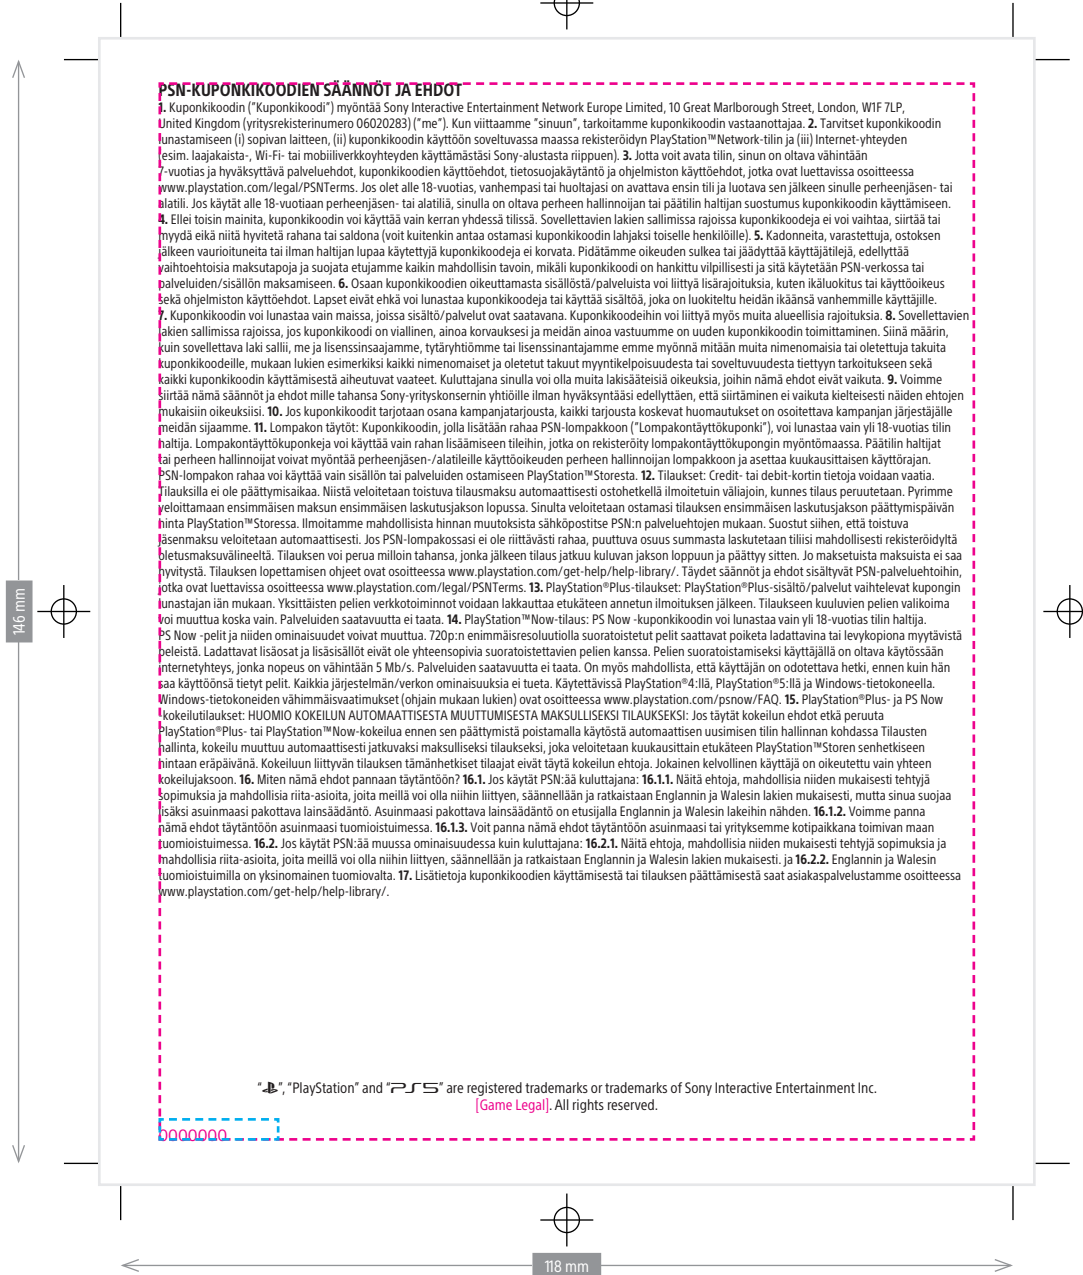 PSN-KUPONKIKOODIEN SÄÄNNÖT JA EHDOT
1. Kuponkikoodin (“Kuponkikoodi”) myöntää Sony Interactive Entertainment Network Europe Limited, 10 Great Marlborough Street, London, W1F 7LP,
United Kingdom (yritysrekisterinumero 06020283) (“me”). Kun viittaamme “sinuun”, tarkoitamme kuponkikoodin vastaanottajaa. 2. Tarvitset kuponkikoodin
lunastamiseen (i) sopivan laitteen, (ii) kuponkikoodin käyttöön soveltuvassa maassa rekisteröidyn PlayStation™Network-tilin ja (iii) Internet-yhteyden
(esim. laajakaista-, Wi-Fi- tai mobiiliverkkoyhteyden käyttämästäsi Sony-alustasta riippuen). 3. Jotta voit avata tilin, sinun on oltava vähintään
7-vuotias ja hyväksyttävä palveluehdot, kuponkikoodien käyttöehdot, tietosuojakäytäntö ja ohjelmiston käyttöehdot, jotka ovat luettavissa osoitteessa
www.playstation.com/legal/PSNTerms. Jos olet alle 18-vuotias, vanhempasi tai huoltajasi on avattava ensin tili ja luotava sen jälkeen sinulle perheenjäsen- tai
alatili. Jos käytät alle 18-vuotiaan perheenjäsen- tai alatiliä, sinulla on oltava perheen hallinnoijan tai päätilin haltijan suostumus kuponkikoodin käyttämiseen.
4. Ellei toisin mainita, kuponkikoodin voi käyttää vain kerran yhdessä tilissä. Sovellettavien lakien sallimissa rajoissa kuponkikoodeja ei voi vaihtaa, siirtää tai
myydä eikä niitä hyvitetä rahana tai saldona (voit kuitenkin antaa ostamasi kuponkikoodin lahjaksi toiselle henkilöille). 5. Kadonneita, varastettuja, ostoksen
jälkeen vaurioituneita tai ilman haltijan lupaa käytettyjä kuponkikoodeja ei korvata. Pidätämme oikeuden sulkea tai jäädyttää käyttäjätilejä, edellyttää
vaihtoehtoisia maksutapoja ja suojata etujamme kaikin mahdollisin tavoin, mikäli kuponkikoodi on hankittu vilpillisesti ja sitä käytetään PSN-verkossa tai
palveluiden/sisällön maksamiseen. 6. Osaan kuponkikoodien oikeuttamasta sisällöstä/palveluista voi liittyä lisärajoituksia, kuten ikäluokitus tai käyttöoikeus
sekä ohjelmiston käyttöehdot. Lapset eivät ehkä voi lunastaa kuponkikoodeja tai käyttää sisältöä, joka on luokiteltu heidän ikäänsä vanhemmille käyttäjille.
7. Kuponkikoodin voi lunastaa vain maissa, joissa sisältö/palvelut ovat saatavana. Kuponkikoodeihin voi liittyä myös muita alueellisia rajoituksia. 8. Sovellettavien
lakien sallimissa rajoissa, jos kuponkikoodi on viallinen, ainoa korvauksesi ja meidän ainoa vastuumme on uuden kuponkikoodin toimittaminen. Siinä määrin,
kuin sovellettava laki sallii, me ja lisenssinsaajamme, tytäryhtiömme tai lisenssinantajamme emme myönnä mitään muita nimenomaisia tai oletettuja takuita
kuponkikoodeille, mukaan lukien esimerkiksi kaikki nimenomaiset ja oletetut takuut myyntikelpoisuudesta tai soveltuvuudesta tiettyyn tarkoitukseen sekä
kaikki kuponkikoodin käyttämisestä aiheutuvat vaateet. Kuluttajana sinulla voi olla muita lakisääteisiä oikeuksia, joihin nämä ehdot eivät vaikuta. 9. Voimme
siirtää nämä säännöt ja ehdot mille tahansa Sony-yrityskonsernin yhtiöille ilman hyväksyntääsi edellyttäen, että siirtäminen ei vaikuta kielteisesti näiden ehtojen
mukaisiin oikeuksiisi. 10. Jos kuponkikoodit tarjotaan osana kampanjatarjousta, kaikki tarjousta koskevat huomautukset on osoitettava kampanjan järjestäjälle
meidän sijaamme. 11. Lompakon täytöt: Kuponkikoodin, jolla lisätään rahaa PSN-lompakkoon (“Lompakontäyttökuponki”), voi lunastaa vain yli 18-vuotias tilin
haltija. Lompakontäyttökuponkeja voi käyttää vain rahan lisäämiseen tileihin, jotka on rekisteröity lompakontäyttökupongin myöntömaassa. Päätilin haltijat
tai perheen hallinnoijat voivat myöntää perheenjäsen-/alatileille käyttöoikeuden perheen hallinnoijan lompakkoon ja asettaa kuukausittaisen käyttörajan.
PSN-lompakon rahaa voi käyttää vain sisällön tai palveluiden ostamiseen PlayStation™Storesta. 12. Tilaukset: Credit- tai debit-kortin tietoja voidaan vaatia.
Tilauksilla ei ole päättymisaikaa. Niistä veloitetaan toistuva tilausmaksu automaattisesti ostohetkellä ilmoitetuin väliajoin, kunnes tilaus peruutetaan. Pyrimme
veloittamaan ensimmäisen maksun ensimmäisen laskutusjakson lopussa. Sinulta veloitetaan ostamasi tilauksen ensimmäisen laskutusjakson päättymispäivän
hinta PlayStation™Storessa. Ilmoitamme mahdollisista hinnan muutoksista sähköpostitse PSN:n palveluehtojen mukaan. Suostut siihen, että toistuva
jäsenmaksu veloitetaan automaattisesti. Jos PSN-lompakossasi ei ole riittävästi rahaa, puuttuva osuus summasta laskutetaan tiliisi mahdollisesti rekisteröidyltä
oletusmaksuvälineeltä. Tilauksen voi perua milloin tahansa, jonka jälkeen tilaus jatkuu kuluvan jakson loppuun ja päättyy sitten. Jo maksetuista maksuista ei saa
hyvitystä. Tilauksen lopettamisen ohjeet ovat osoitteessa www.playstation.com/get-help/help-library/. Täydet säännöt ja ehdot sisältyvät PSN-palveluehtoihin,
jotka ovat luettavissa osoitteessa www.playstation.com/legal/PSNTerms. 13. PlayStation®Plus-tilaukset: PlayStation®Plus-sisältö/palvelut vaihtelevat kupongin
lunastajan iän mukaan. Yksittäisten pelien verkkotoiminnot voidaan lakkauttaa etukäteen annetun ilmoituksen jälkeen. Tilaukseen kuuluvien pelien valikoima
voi muuttua koska vain. Palveluiden saatavuutta ei taata. 14. PlayStation™Now-tilaus: PS Now -kuponkikoodin voi lunastaa vain yli 18-vuotias tilin haltija.
PS Now -pelit ja niiden ominaisuudet voivat muuttua. 720p:n enimmäisresoluutiolla suoratoistetut pelit saattavat poiketa ladattavina tai levykopiona myytävistä
peleistä. Ladattavat lisäosat ja lisäsisällöt eivät ole yhteensopivia suoratoistettavien pelien kanssa. Pelien suoratoistamiseksi käyttäjällä on oltava käytössään
internetyhteys, jonka nopeus on vähintään 5 Mb/s. Palveluiden saatavuutta ei taata. On myös mahdollista, että käyttäjän on odotettava hetki, ennen kuin hän
saa käyttöönsä tietyt pelit. Kaikkia järjestelmän/verkon ominaisuuksia ei tueta. Käytettävissä PlayStation®4:llä, PlayStation®5:llä ja Windows-tietokoneella.
Windows-tietokoneiden vähimmäisvaatimukset (ohjain mukaan lukien) ovat osoitteessa www.playstation.com/psnow/FAQ. 15. PlayStation®Plus- ja PS Now
-kokeilutilaukset: HUOMIO KOKEILUN AUTOMAATTISESTA MUUTTUMISESTA MAKSULLISEKSI TILAUKSEKSI: Jos täytät kokeilun ehdot etkä peruuta
PlayStation®Plus- tai PlayStation™Now-kokeilua ennen sen päättymistä poistamalla käytöstä automaattisen uusimisen tilin hallinnan kohdassa Tilausten
hallinta, kokeilu muuttuu automaattisesti jatkuvaksi maksulliseksi tilaukseksi, joka veloitetaan kuukausittain etukäteen PlayStation™Storen senhetkiseen
hintaan eräpäivänä. Kokeiluun liittyvän tilauksen tämänhetkiset tilaajat eivät täytä kokeilun ehtoja. Jokainen kelvollinen käyttäjä on oikeutettu vain yhteen
kokeilujaksoon. 16. Miten nämä ehdot pannaan täytäntöön? 16.1. Jos käytät PSN:ää kuluttajana: 16.1.1. Näitä ehtoja, mahdollisia niiden mukaisesti tehtyjä
sopimuksia ja mahdollisia riita-asioita, joita meillä voi olla niihin liittyen, säännellään ja ratkaistaan Englannin ja Walesin lakien mukaisesti, mutta sinua suojaa
lisäksi asuinmaasi pakottava lainsäädäntö. Asuinmaasi pakottava lainsäädäntö on etusijalla Englannin ja Walesin lakeihin nähden. 16.1.2. Voimme panna
nämä ehdot täytäntöön asuinmaasi tuomioistuimessa. 16.1.3. Voit panna nämä ehdot täytäntöön asuinmaasi tai yrityksemme kotipaikkana toimivan maan
tuomioistuimessa. 16.2. Jos käytät PSN:ää muussa ominaisuudessa kuin kuluttajana: 16.2.1. Näitä ehtoja, mahdollisia niiden mukaisesti tehtyjä sopimuksia ja
mahdollisia riita-asioita, joita meillä voi olla niihin liittyen, säännellään ja ratkaistaan Englannin ja Walesin lakien mukaisesti. ja 16.2.2. Englannin ja Walesin
tuomioistuimilla on yksinomainen tuomiovalta. 17. Lisätietoja kuponkikoodien käyttämisestä tai tilauksen päättämisestä saat asiakaspalvelustamme osoitteessa
www.playstation.com/get-help/help-library/.
“PS”, “PlayStation” and “PS5” are registered trademarks or trademarks of Sony Interactive Entertainment Inc.
[Game Legal]. All rights reserved.
0000000
146 mm
118 mm